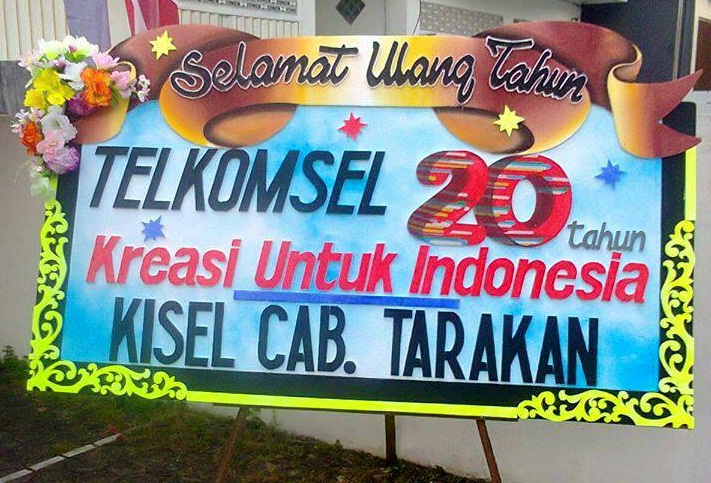 Selamat Ulang Tahun
TELKOMSEL 20 tahun
Kreasi Untuk Indonesia
KISEL CAB. TARAKAN